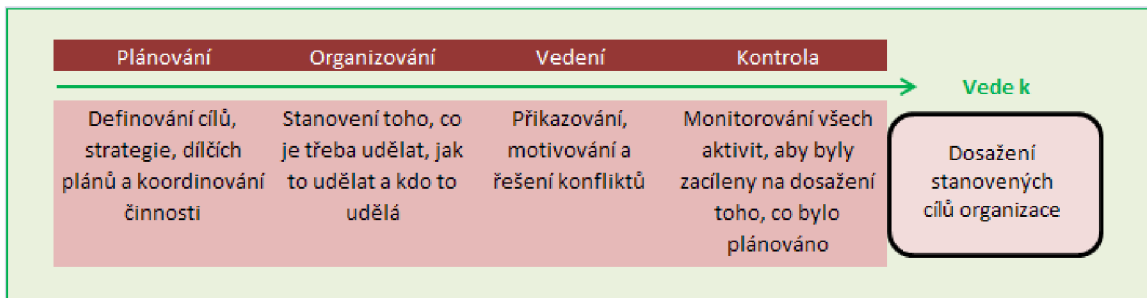 Plánování
Organizování
Vedení
Kontrola
Vede k
Definování cílů,
strategie, dílčích
plánů a koordinování
činnosti
Stanovení toho, co
je třeba udělat, jak
to udělat a kdo to
udělá
Přikazování,
motivování a
řešení konfliktů
Monitorování všech
aktivit, aby byly
zacíleny na dosažení
toho, co bylo
plánováno
Dosažení
stanovených
cílů organizace